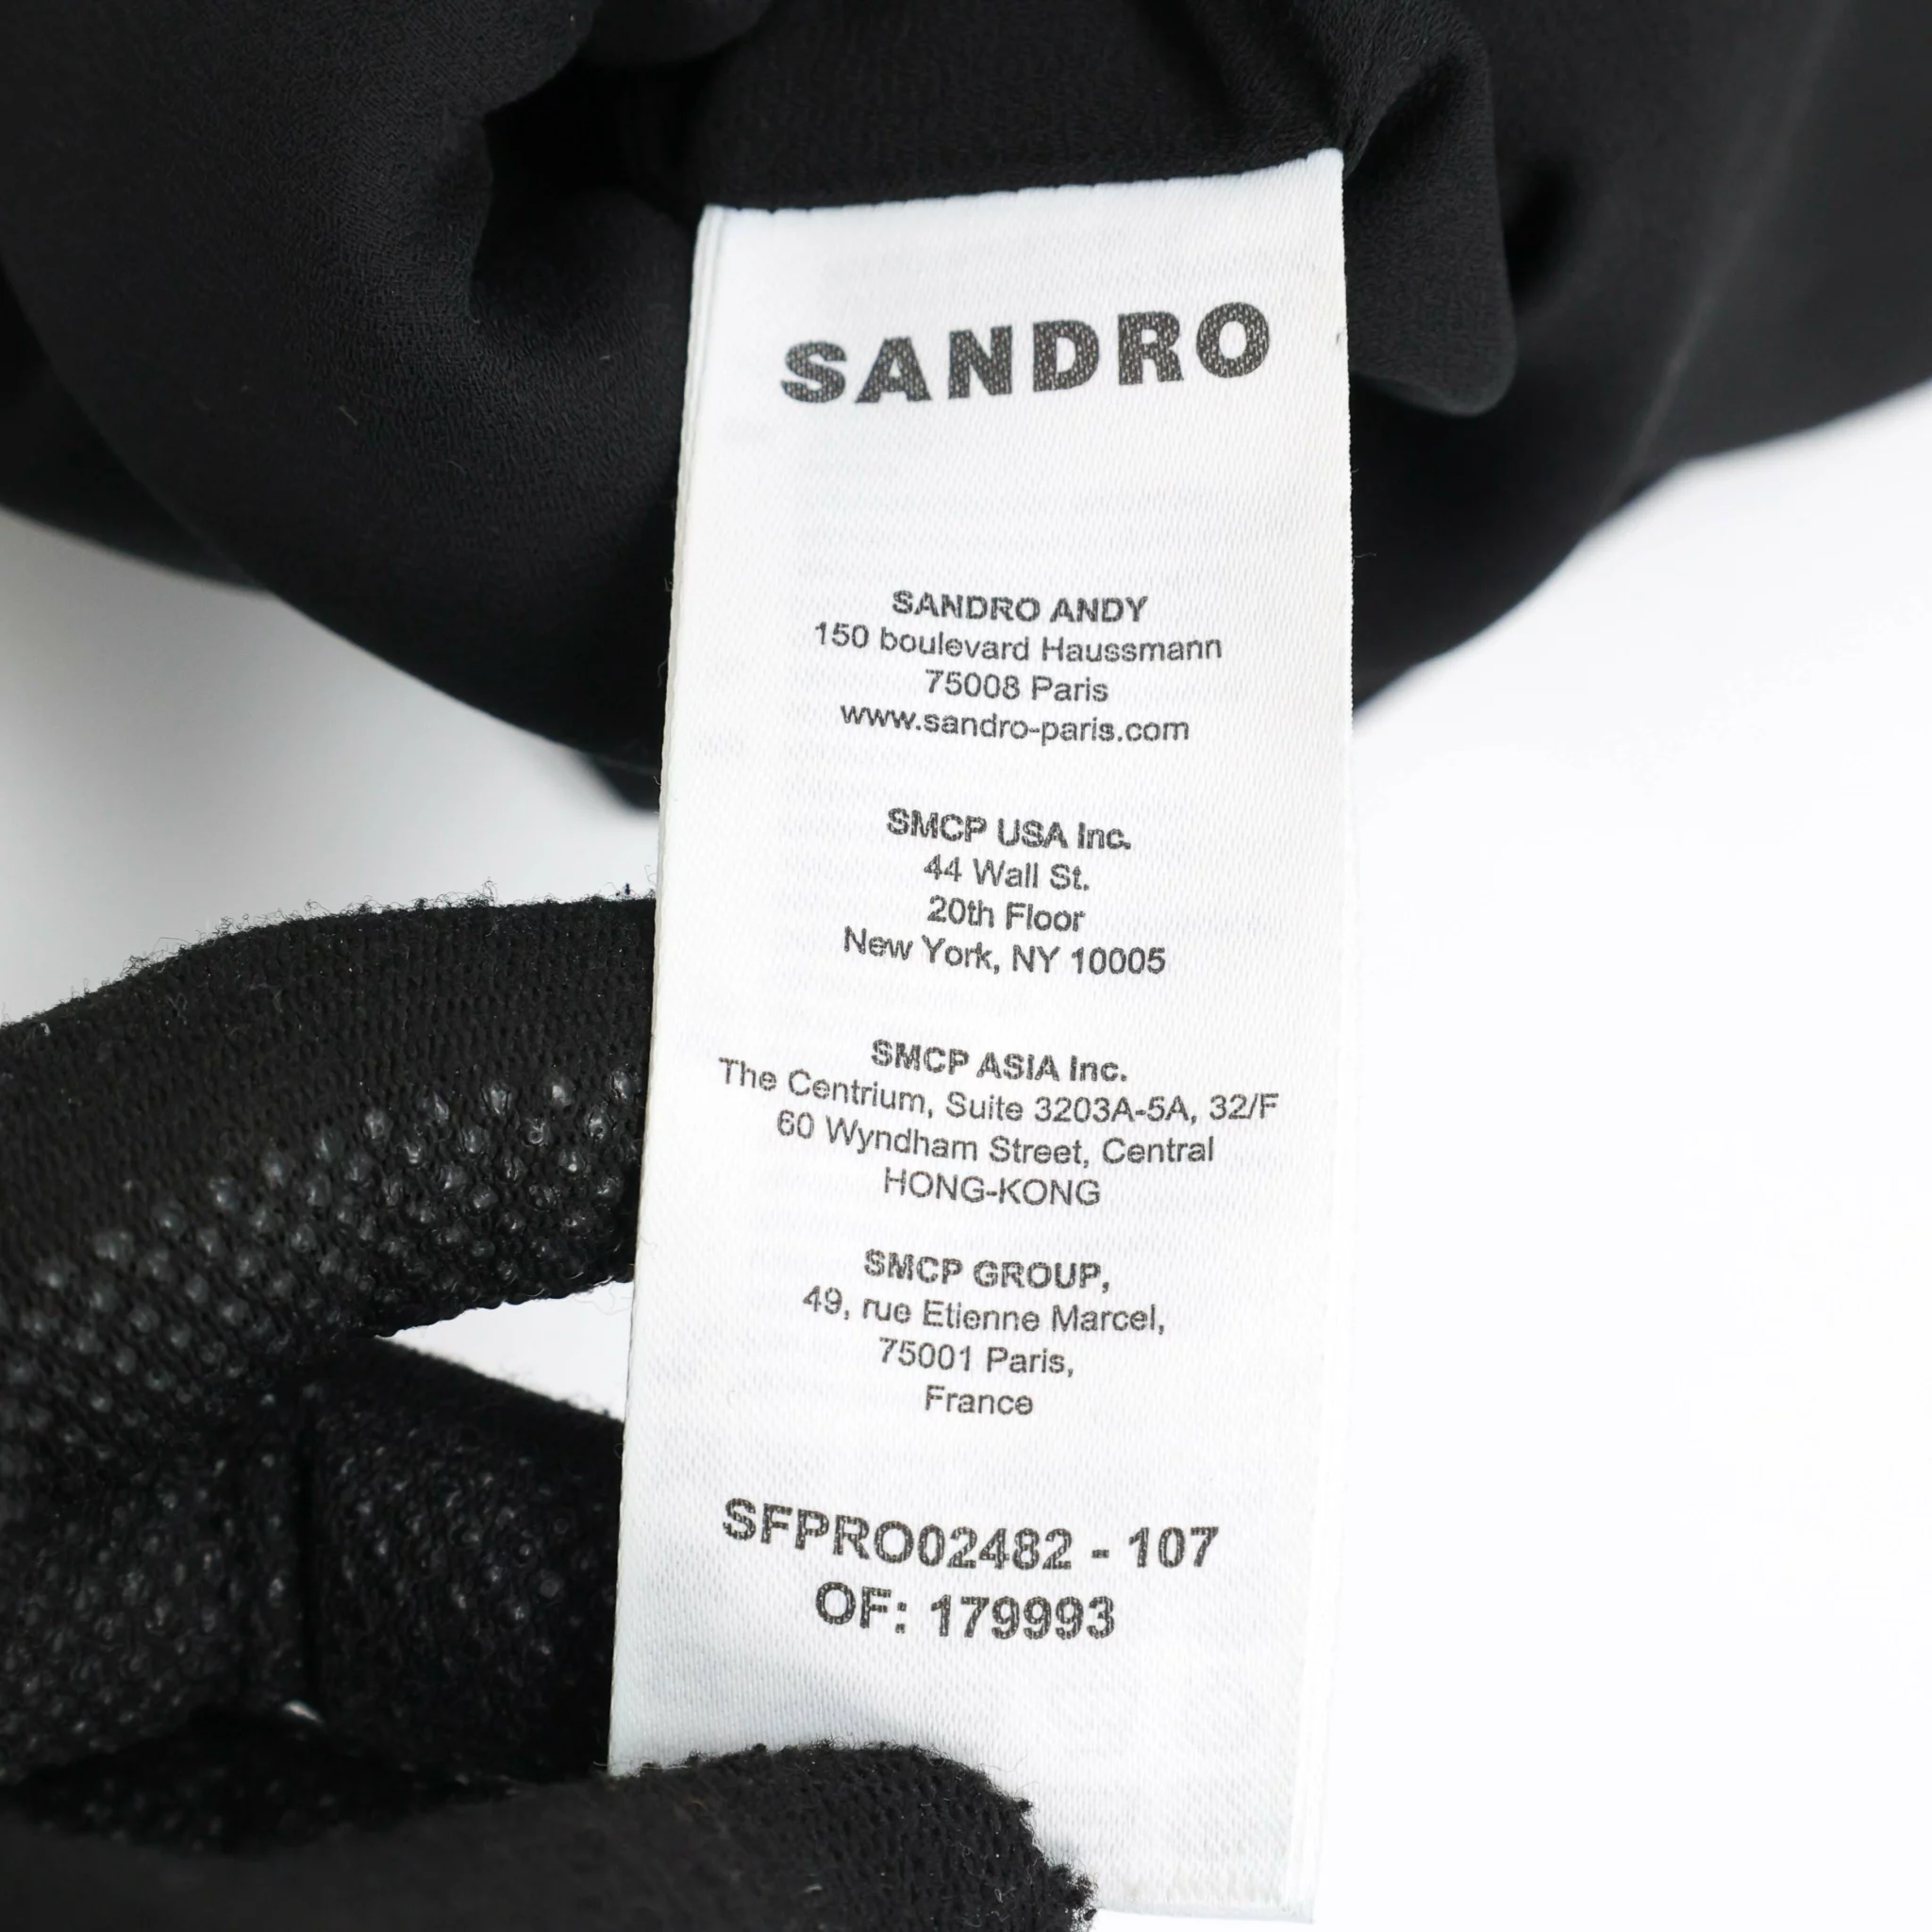 SANDRO
SANDRO ANDY
150 boulevard Haussmann
75008 Paris
www.sandro-paris.com
SMCP USA Inc.
44 Wall St.
20th Floor
New York, NY 10005
SMCP ASIA Inc.
The Centrium, Suite 3203A-5A, 32/F
60 Wyndham Street, Central
HONG-KONG
SMCP GROUP,
49, rue Etienne Marcel,
75001 Paris,
France
SFPRO02482 - 107
OF: 179993